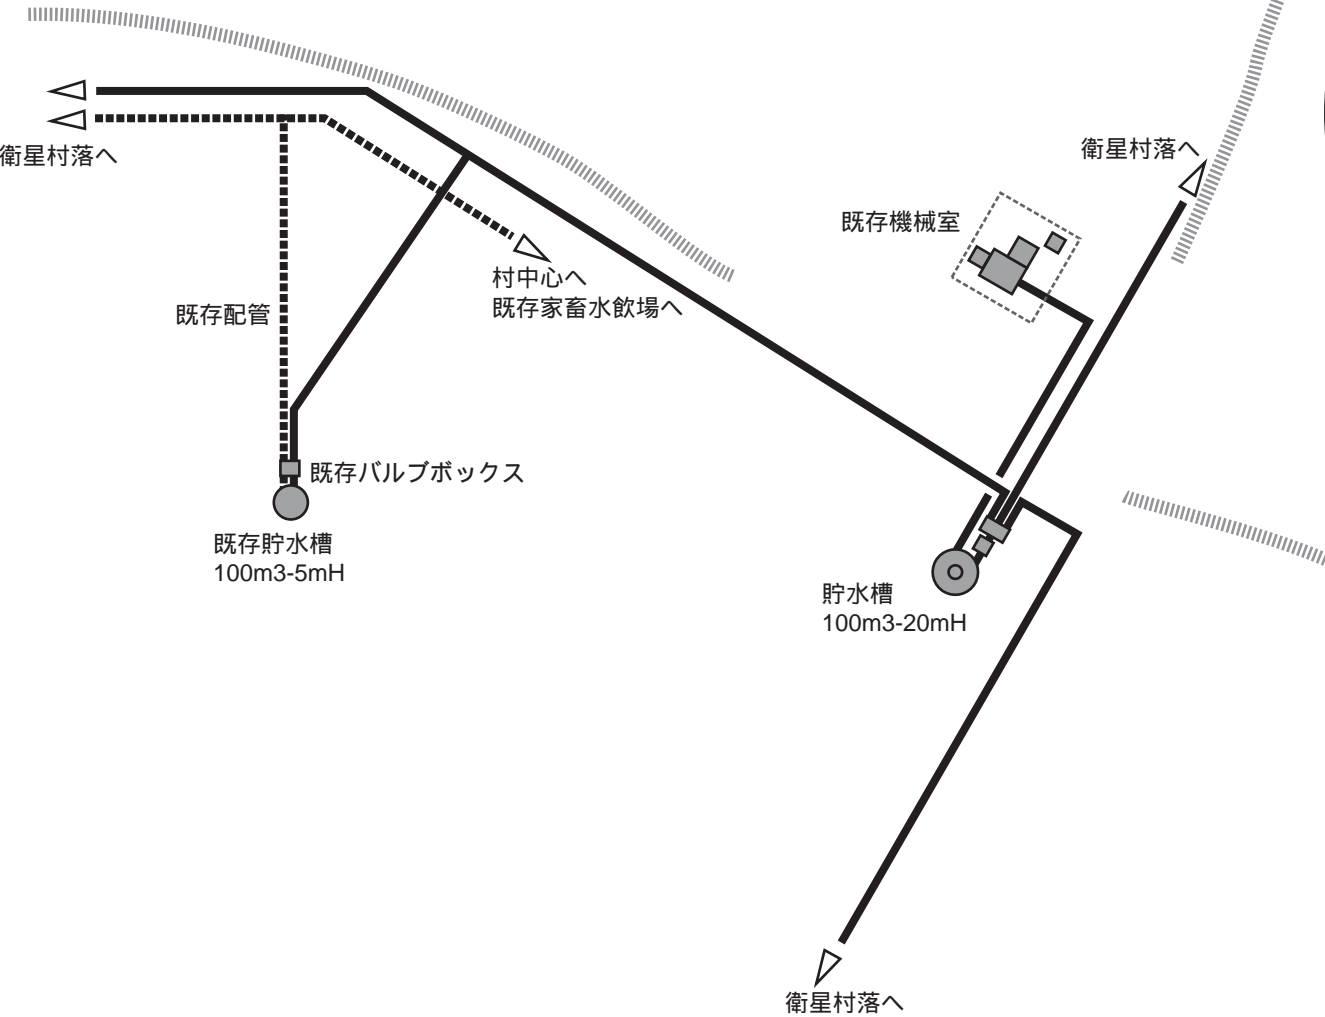 衛星村落へ
衛星村落へ
既存機械室
村中心へ
既存家畜水飲場へ
既存配管
既存バルブボックス
既存貯水槽
100m3-5mH
貯水槽
100m3-20mH
衛星村落へ